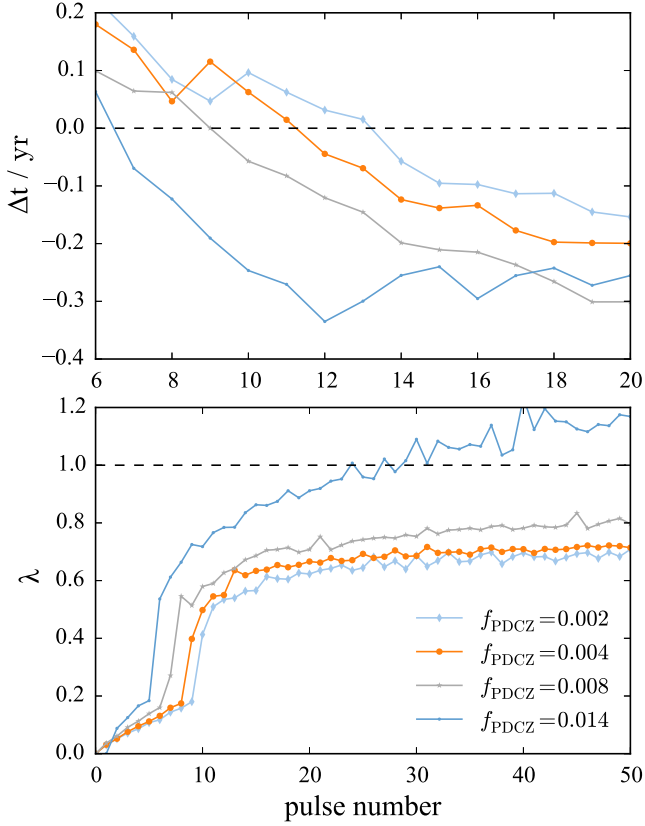 0.2
0.1
0.0
−0.1
−0.2
−0.3
−0.4
Δt / yr
6 8 10 12 14 16 18 20
1.2
1.0
0.8
0.6
0.4
0.2
0.0
λ
f_PDCZ=0.002
f_PDCZ=0.004
f_PDCZ=0.008
f_PDCZ=0.014
0 10 20 30 40 50
pulse number